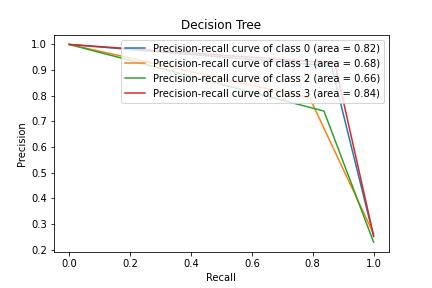 Decision Tree
Precision-recall curve of class 0 (area = 0.82)
Precision-recall curve of class 1 (area = 0.68)
Precision-recall curve of class 2 (area = 0.66)
Precision-recall curve of class 3 (area = 0.84)
1.0
0.9
0.8
0.7
0.6
0.5
0.4
0.3
0.2
Precision
0.0 0.2 0.4 0.6 0.8 1.0
Recall